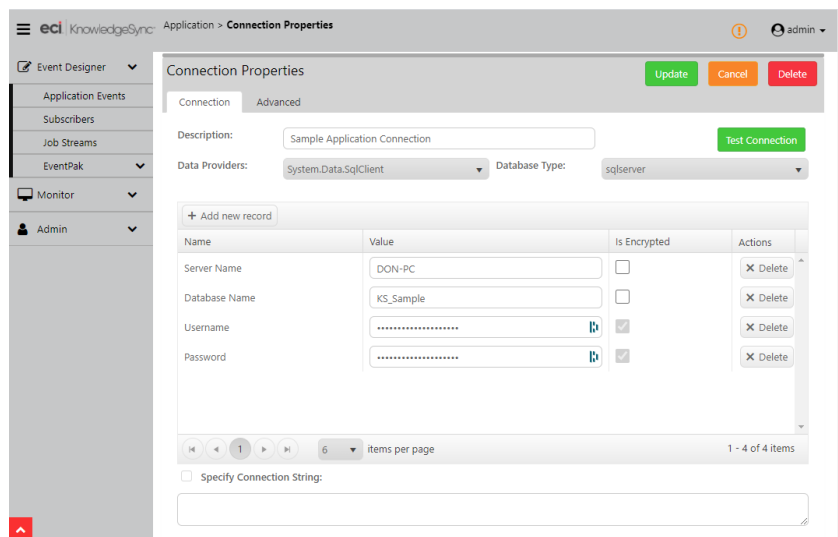 eci KnowledgeSync Application > Connection Properties admin
Event Designer
Application Events
Subscribers
Job Streams
EventPak
Monitor
Admin
Connection Properties Update Cancel Delete
Connection Advanced
Description: Sample Application Connection Test Connection
Data Providers: System.Data.SqlClient Database Type: sqlserver
+ Add new record
Name Value Is Encrypted Actions
Server Name DON-PC X Delete
Database Name KS_Sample X Delete
Username •••••••••••••••••••• X Delete
Password •••••••••••••••••••• X Delete
1 6 items per page 1 - 4 of 4 items
Specify Connection String: